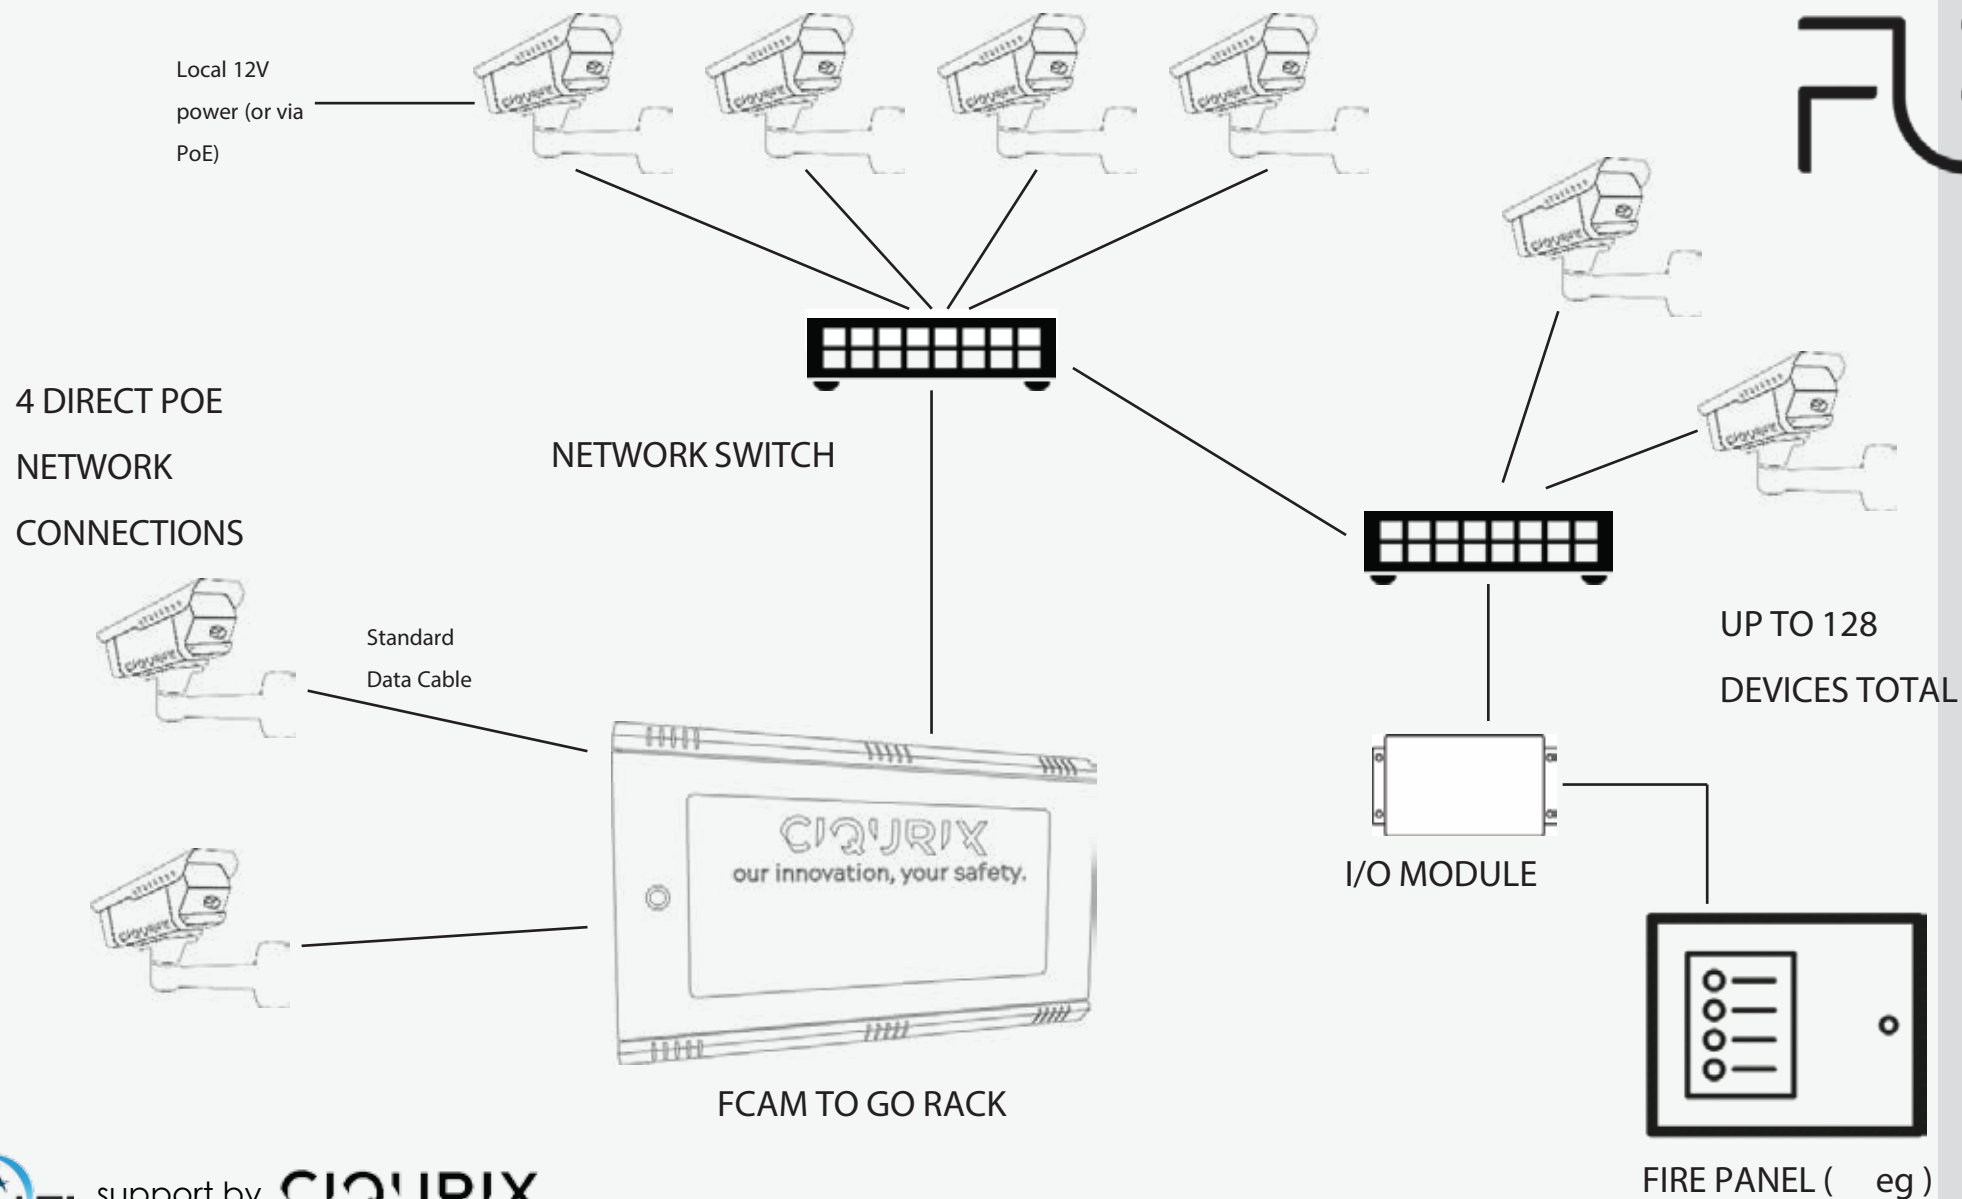 Local 12V
power (or via
PoE)
4 DIRECT POE
NETWORK
CONNECTIONS
NETWORK SWITCH
Standard
Data Cable
UP TO 128
DEVICES TOTAL
CIQURIX
our innovation, your safety.
I/O MODULE
FCAM TO GO RACK
FIRE PANEL ( eg )
support by CIQURIX